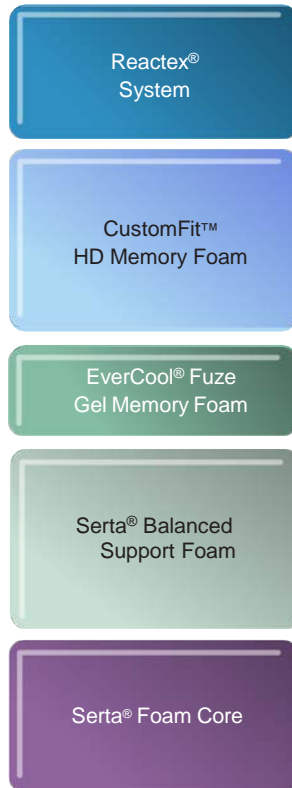 Reactex®
System
CustomFit™
HD Memory Foam
EverCool® Fuze
Gel Memory Foam
Serta® Balanced
Support Foam
Serta® Foam Core